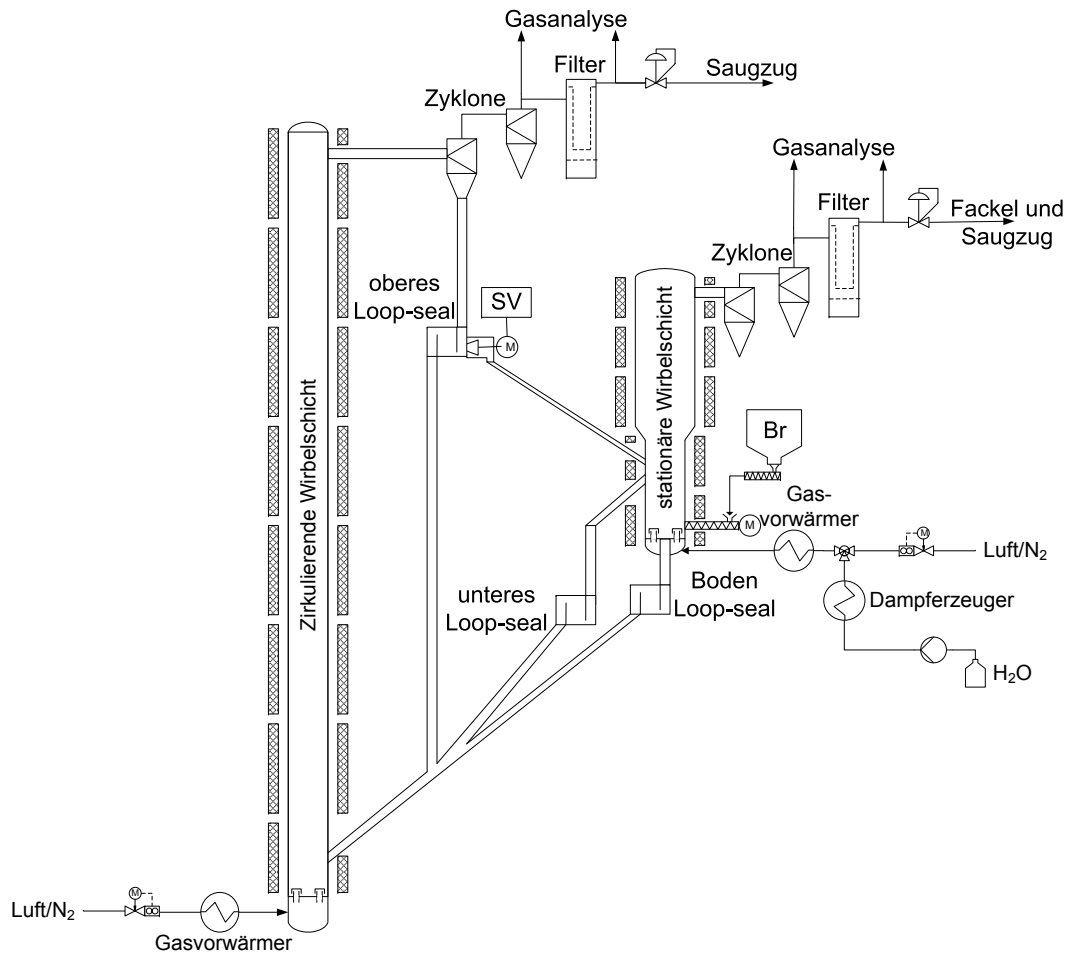 Gasanalyse
Filter
Saugzug
Zyklone
Gasanalyse
Filter
Fackel und
Saugzug
Zyklone
oberes
Loop-seal
SV
M
Zirkulierende Wirbelschicht
stationäre Wirbelschicht
Br
Gas-
vorwärmer
M
M
Luft/N₂
Boden
Loop-seal
unteres
Loop-seal
Dampferzeuger
H₂O
M
Luft/N₂
Gasvorwärmer